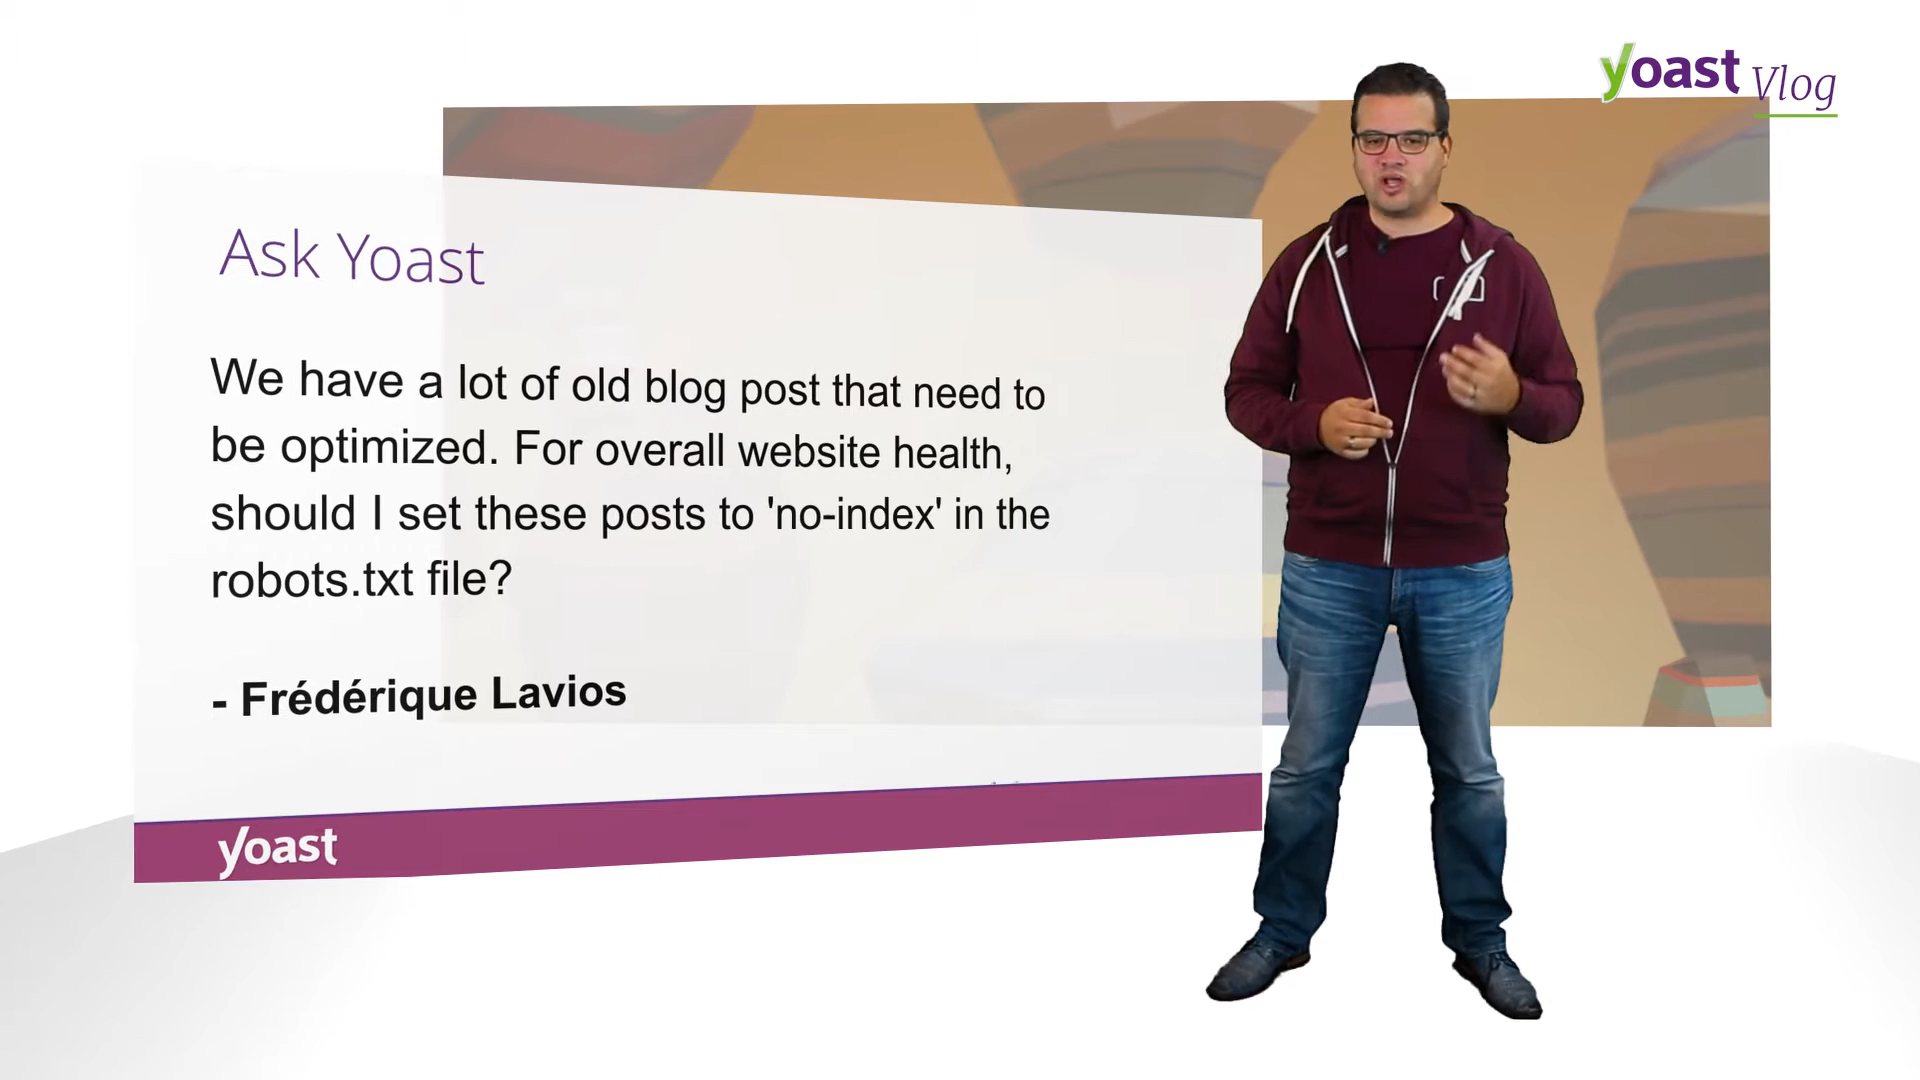 yoast Vlog
Ask Yoast
We have a lot of old blog post that need to
be optimized. For overall website health,
should I set these posts to 'no-index' in the
robots.txt file?
- Frédérique Lavios
yoast